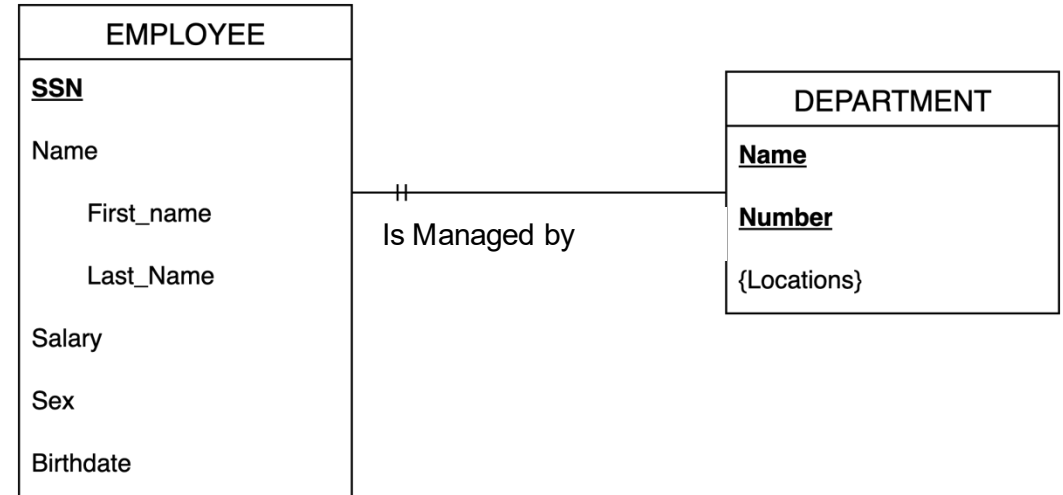 EMPLOYEE
SSN
Name
First_name
Last_Name
Salary
Sex
Birthdate
Is Managed by
DEPARTMENT
Name
Number
{Locations}